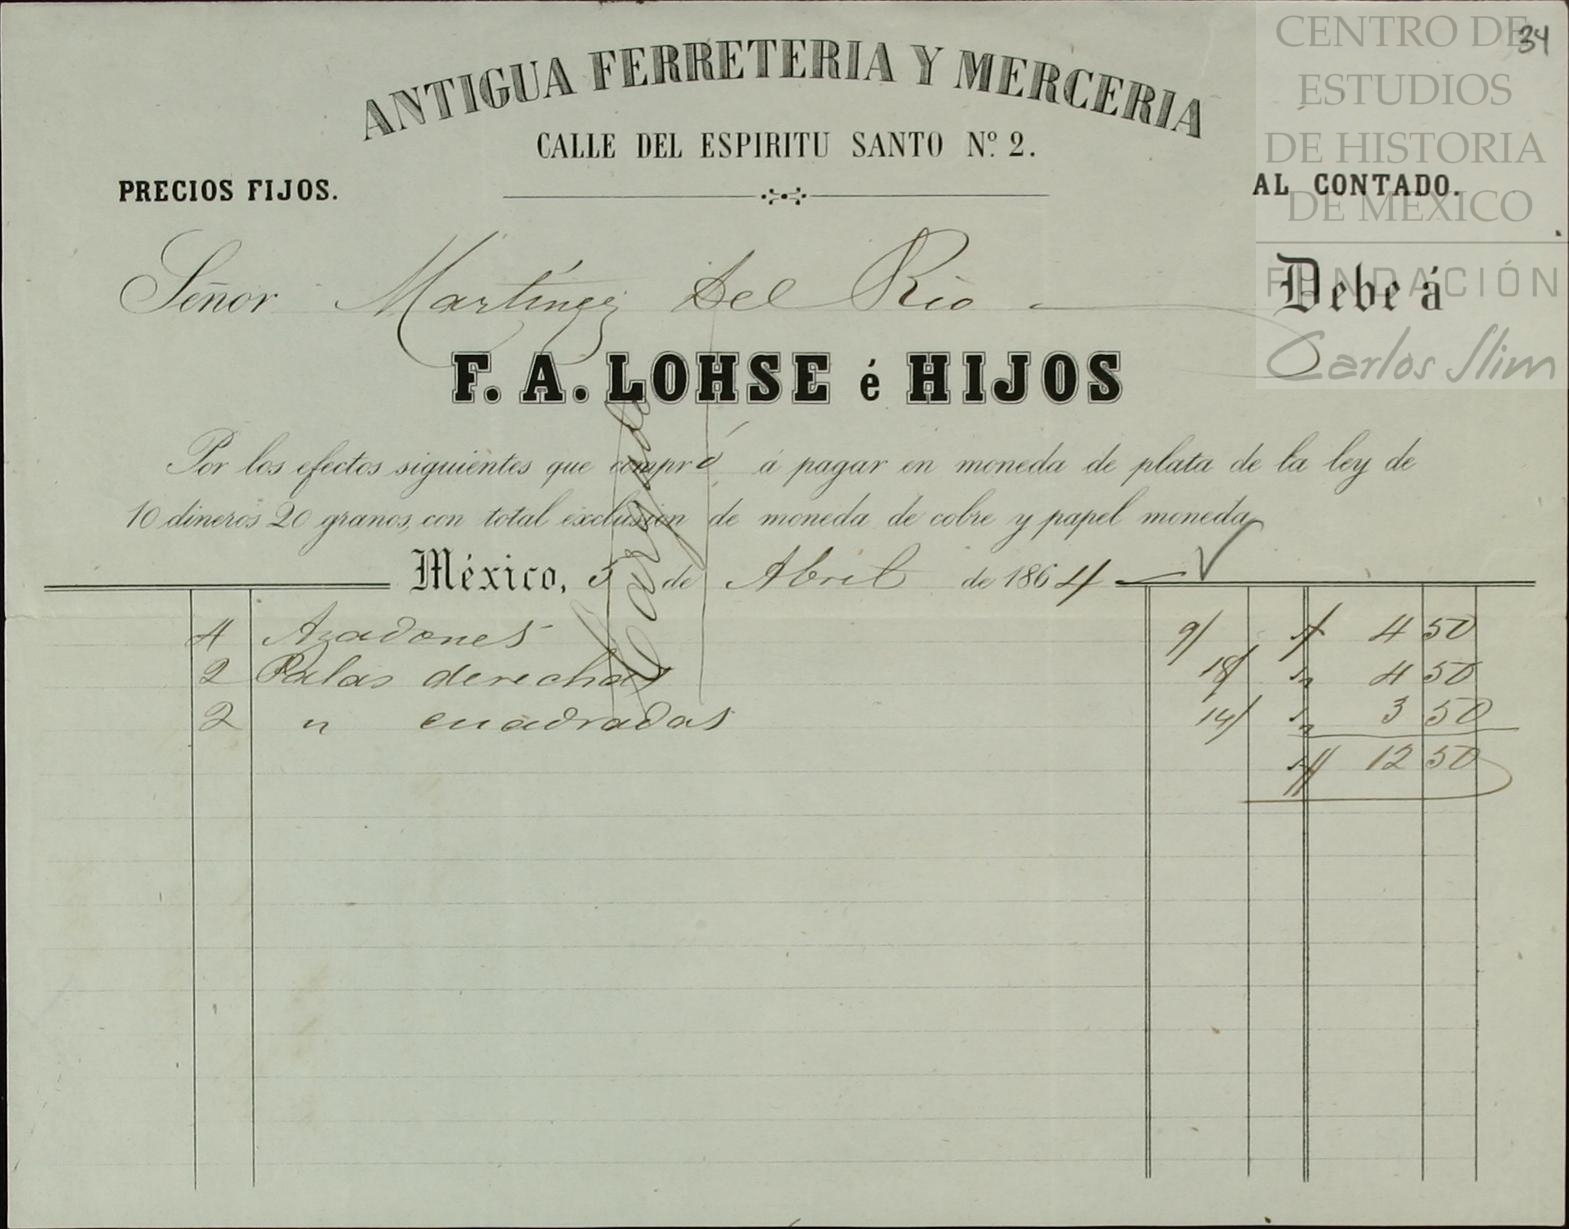 34
CENTRO DE
ESTUDIOS
DE HISTORIA
DE MÉXICO
FUNDACIÓN
Carlos Slim
ANTIGUA FERRETERIA Y MERCERIA
CALLE DEL ESPIRITU SANTO Nº 2.
PRECIOS FIJOS. AL CONTADO.
Señor Martínez del Rio Debe á
F. A. LOHSE é HIJOS
Por los efectos siguientes que compró á pagar en moneda de plata de la ley de
10 dineros 20 granos, con total exclusion de moneda de cobre y papel moneda
México, 5 de Abril de 1864
Cargado
4 Azadones 9/ 4 50
2 Palas derechas 18/ 4 50
2 " cuadradas 14/ 3 50
12 50